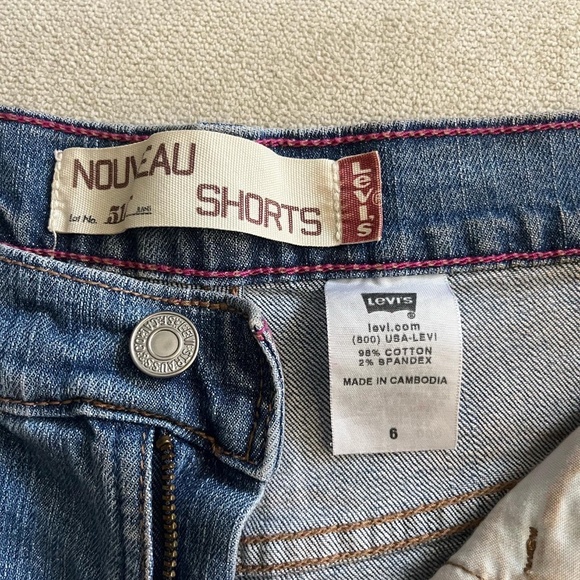 NOUVEAU
SHORTS
Lot No.
JEANS
Levi's
Levi's
levi.com
(800) USA-LEVI
98% COTTON
2% SPANDEX
MADE IN CAMBODIA
6